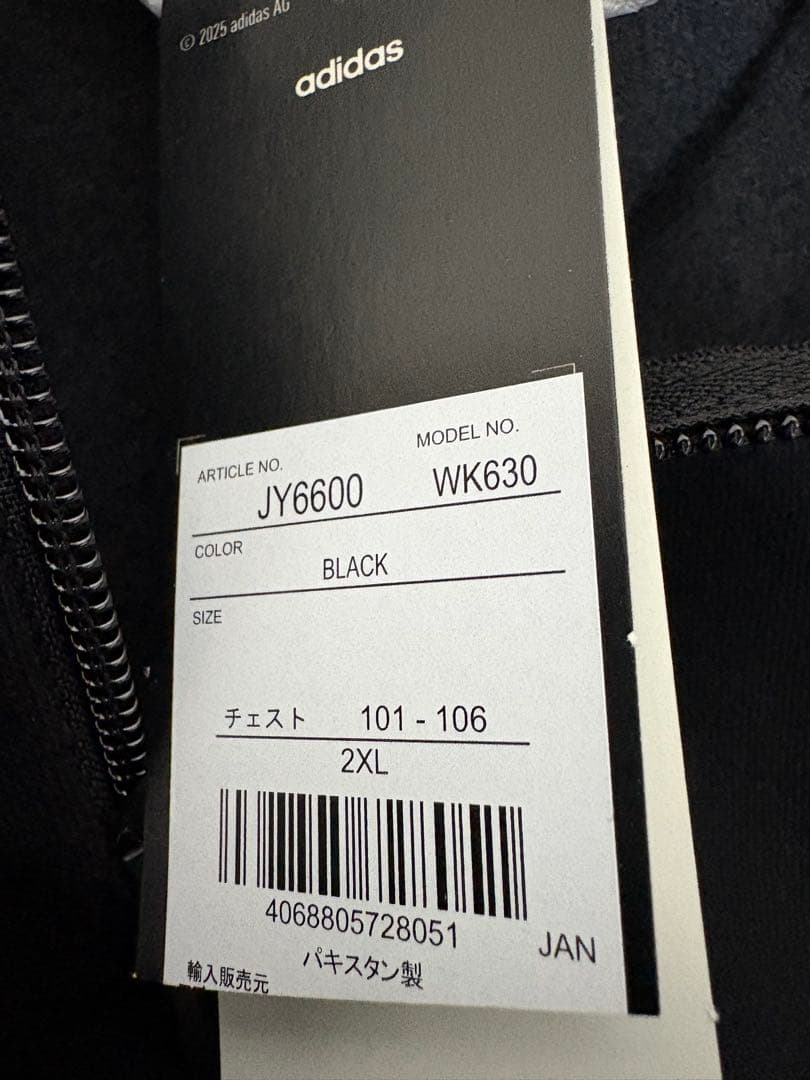 © 2025 adidas AG
adidas
ARTICLE NO. MODEL NO.
JY6600 WK630
COLOR
BLACK
SIZE
チェスト 101 - 106
2XL
4068805728051
JAN
パキスタン製
輸入販売元